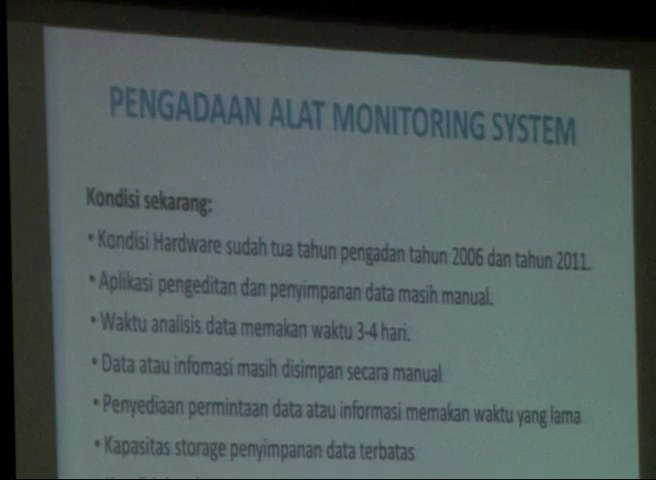 PENGADAAN ALAT MONITORING SYSTEM
Kondisi sekarang:
• Kondisi Hardware sudah tua tahun pengadan tahun 2006 dan tahun 2011.
• Aplikasi pengeditan dan penyimpanan data masih manual.
• Waktu analisis data memakan waktu 3-4 hari.
• Data atau infomasi masih disimpan secara manual
• Penyediaan permintaan data atau informasi memakan waktu yang lama
• Kapasitas storage penyimpanan data terbatas